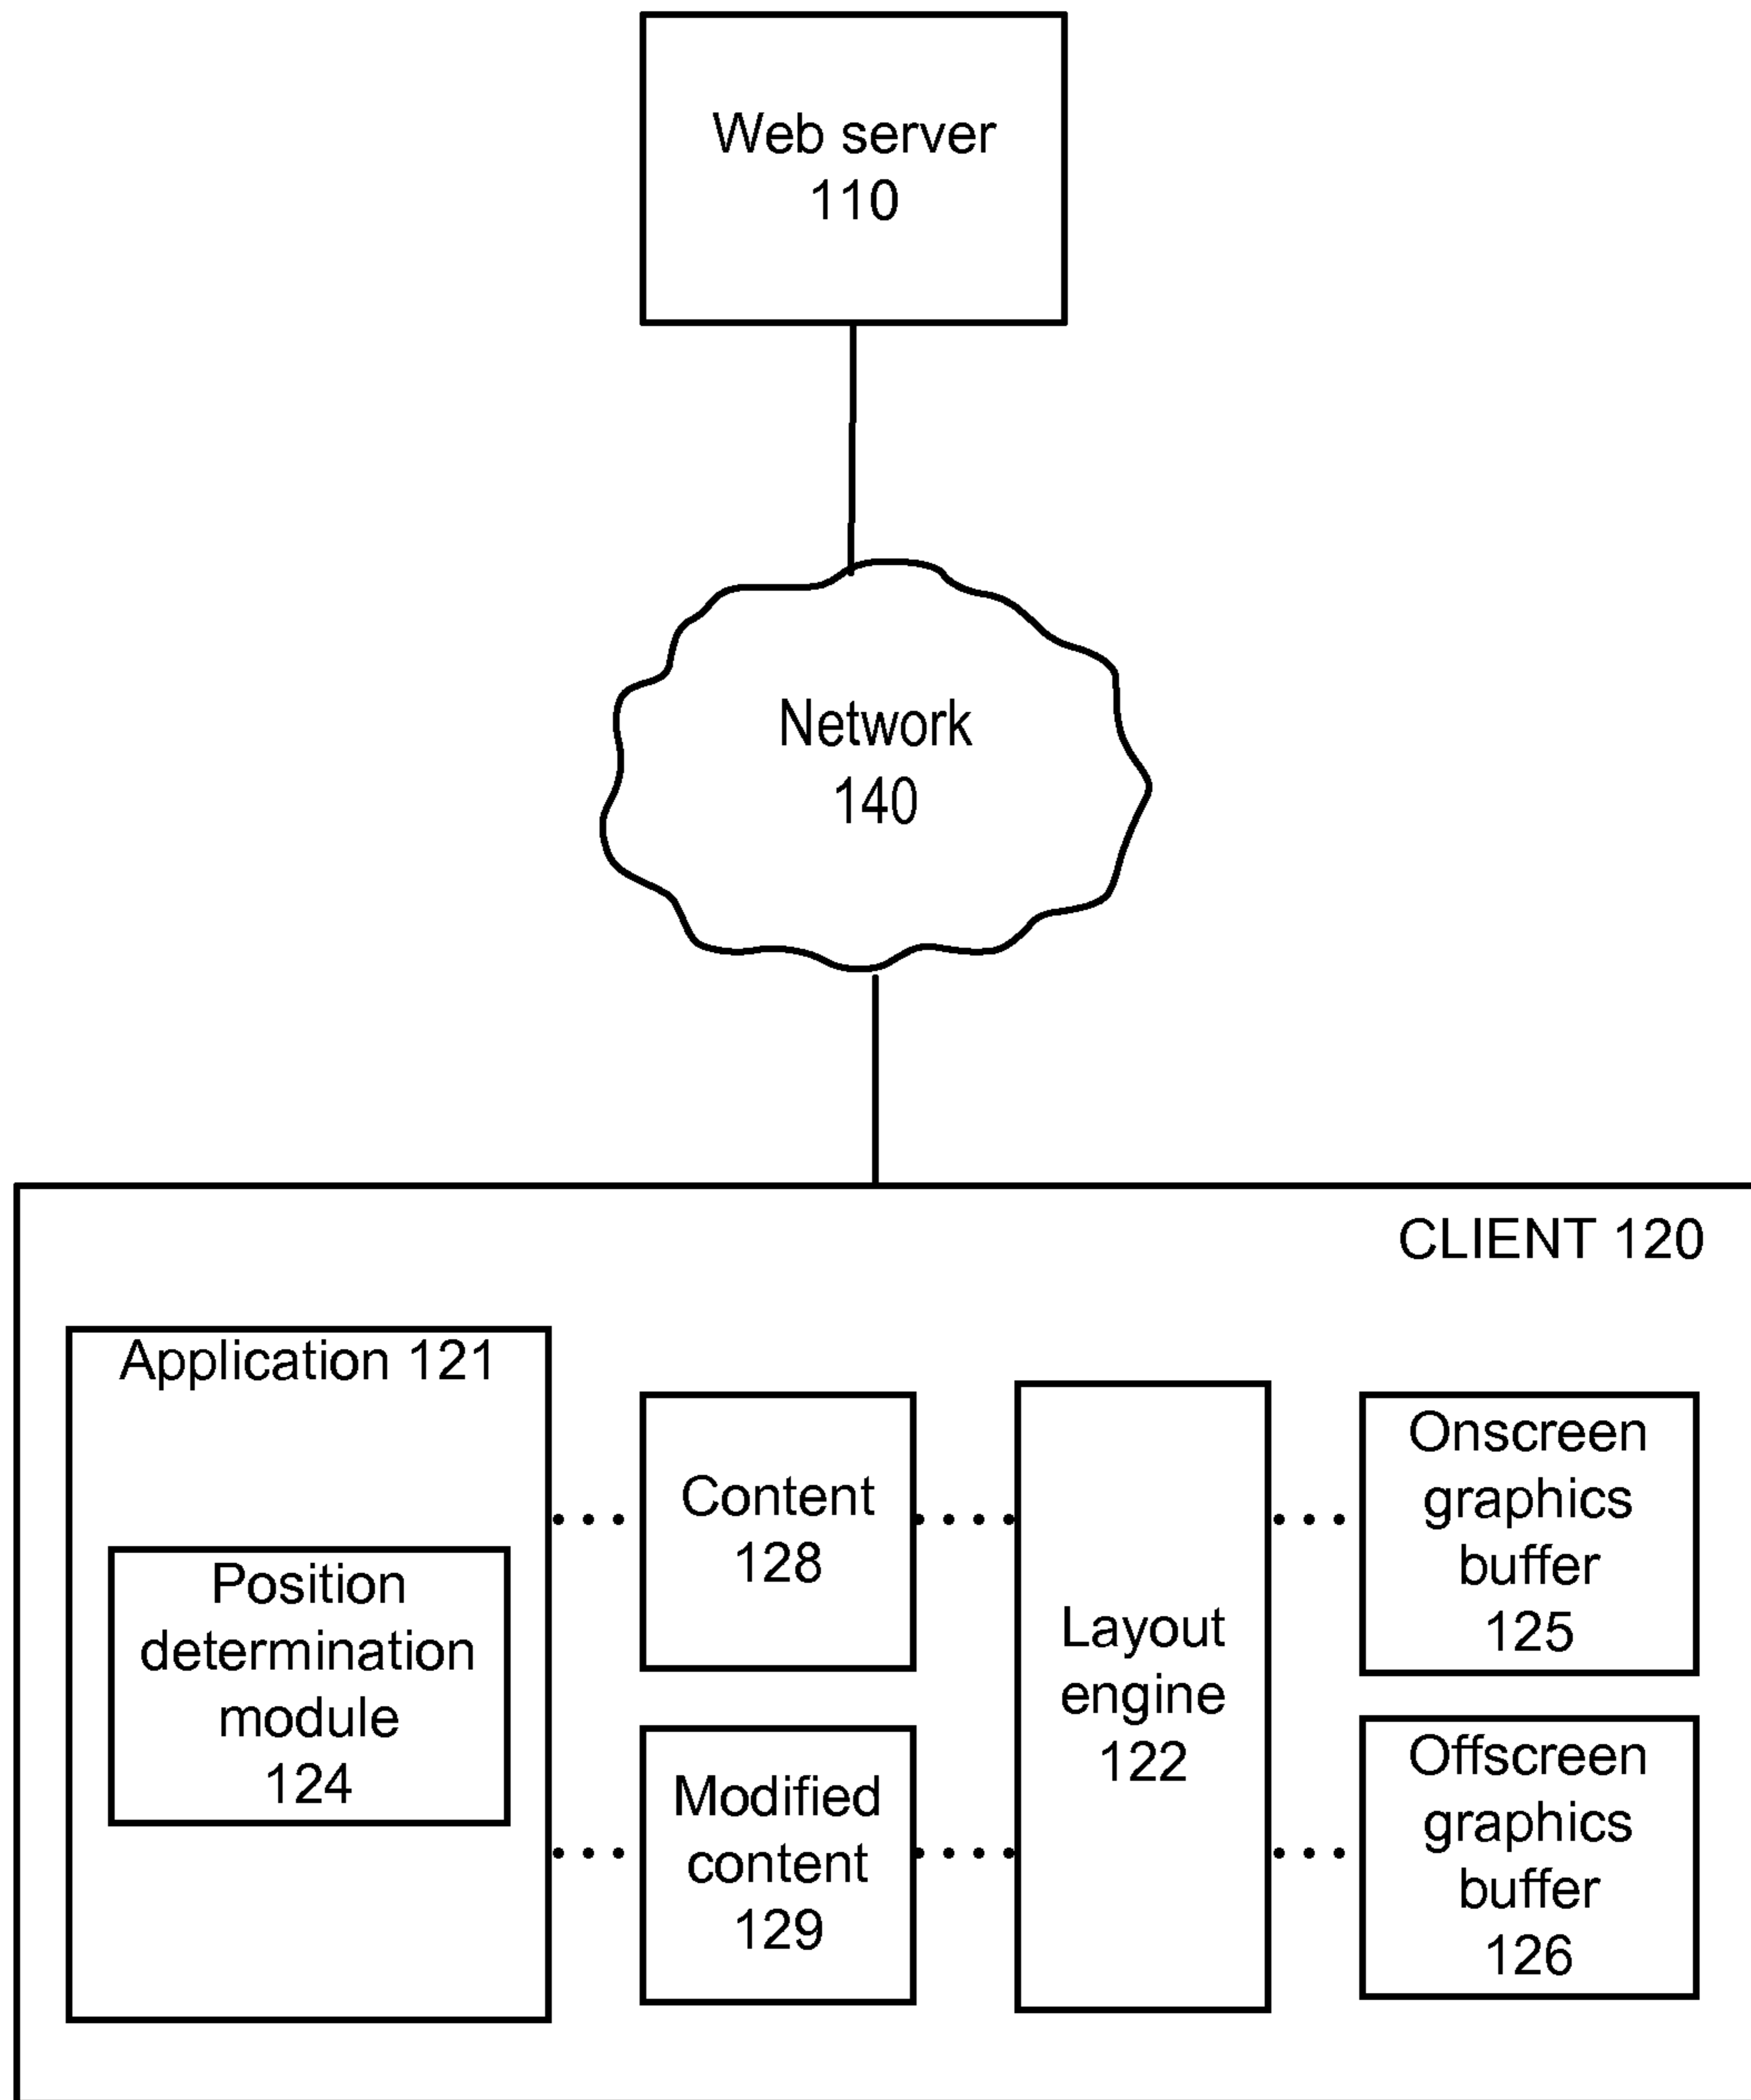 Web server
110
Network
140
CLIENT 120
Application 121
Position
determination
module
124
Content
128
Modified
content
129
Layout
engine
122
Onscreen
graphics
buffer
125
Offscreen
graphics
buffer
126